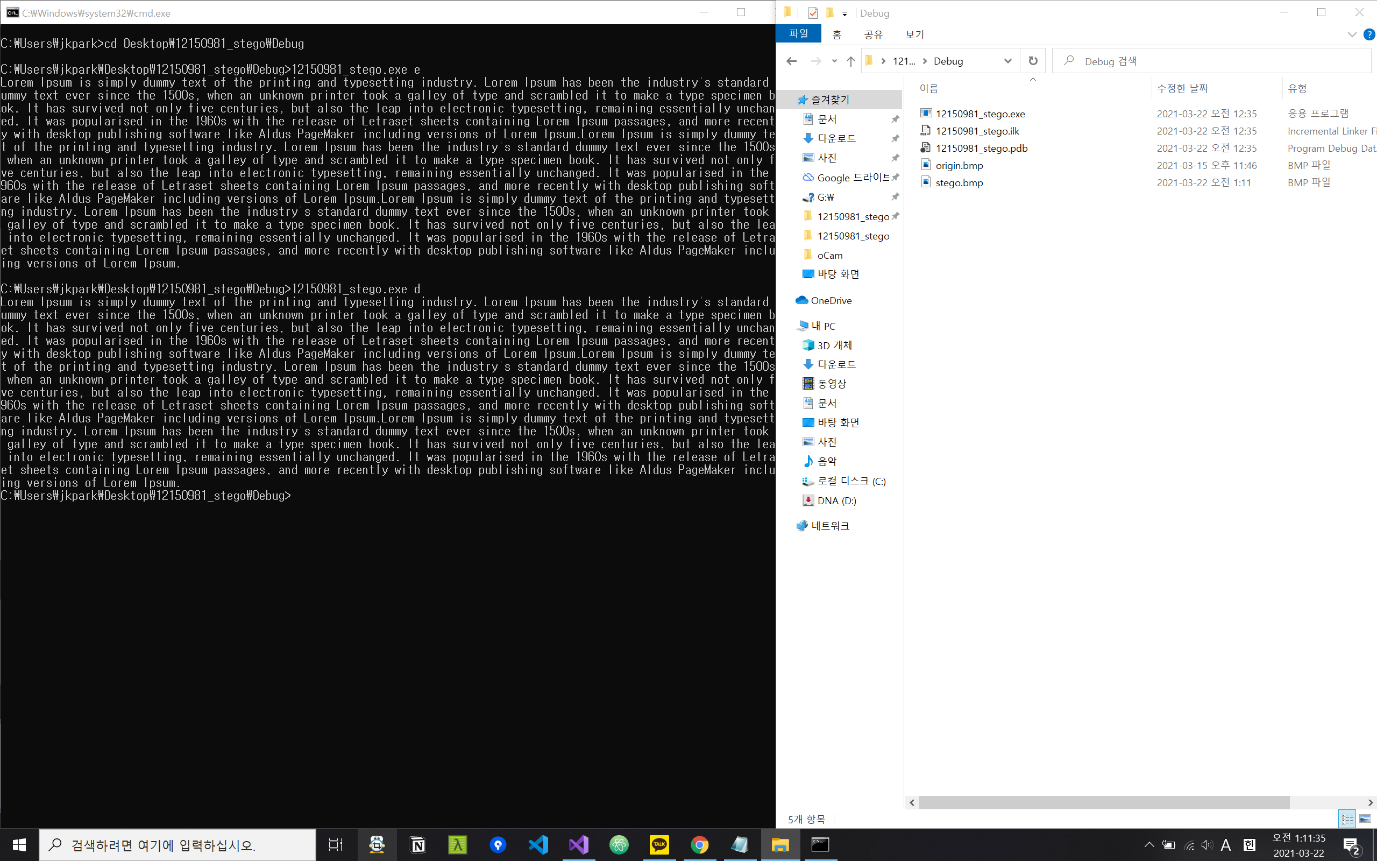 C:\Windows\system32\cmd.exe
C:₩Users₩jkpark>cd Desktop₩12150981_stego₩Debug
C:₩Users₩jkpark₩Desktop₩12150981_stego₩Debug>12150981_stego.exe e
Lorem Ipsum is simply dummy text of the printing and typesetting industry. Lorem Ipsum has been the industry's standard
ummy text ever since the 1500s, when an unknown printer took a galley of type and scrambled it to make a type specimen b
ok. It has survived not only five centuries, but also the leap into electronic typesetting, remaining essentially unchan
ed. It was popularised in the 1960s with the release of Letraset sheets containing Lorem Ipsum passages, and more recent
y with desktop publishing software like Aldus PageMaker including versions of Lorem Ipsum.Lorem Ipsum is simply dummy te
t of the printing and typesetting industry. Lorem Ipsum has been the industry's standard dummy text ever since the 1500s
when an unknown printer took a galley of type and scrambled it to make a type specimen book. It has survived not only f
ve centuries, but also the leap into electronic typesetting, remaining essentially unchanged. It was popularised in the
960s with the release of Letraset sheets containing Lorem Ipsum passages, and more recently with desktop publishing soft
are like Aldus PageMaker including versions of Lorem Ipsum.Lorem Ipsum is simply dummy text of the printing and typesett
ng industry. Lorem Ipsum has been the industry's standard dummy text ever since the 1500s, when an unknown printer took
galley of type and scrambled it to make a type specimen book. It has survived not only five centuries, but also the lea
into electronic typesetting, remaining essentially unchanged. It was popularised in the 1960s with the release of Letra
et sheets containing Lorem Ipsum passages, and more recently with desktop publishing software like Aldus PageMaker inclu
ing versions of Lorem Ipsum.
C:₩Users₩jkpark₩Desktop₩12150981_stego₩Debug>12150981_stego.exe d
Lorem Ipsum is simply dummy text of the printing and typesetting industry. Lorem Ipsum has been the industry's standard
ummy text ever since the 1500s, when an unknown printer took a galley of type and scrambled it to make a type specimen b
ok. It has survived not only five centuries, but also the leap into electronic typesetting, remaining essentially unchan
ed. It was popularised in the 1960s with the release of Letraset sheets containing Lorem Ipsum passages, and more recent
y with desktop publishing software like Aldus PageMaker including versions of Lorem Ipsum.Lorem Ipsum is simply dummy te
t of the printing and typesetting industry. Lorem Ipsum has been the industry's standard dummy text ever since the 1500s
when an unknown printer took a galley of type and scrambled it to make a type specimen book. It has survived not only f
ve centuries, but also the leap into electronic typesetting, remaining essentially unchanged. It was popularised in the
960s with the release of Letraset sheets containing Lorem Ipsum passages, and more recently with desktop publishing soft
are like Aldus PageMaker including versions of Lorem Ipsum.Lorem Ipsum is simply dummy text of the printing and typesett
ng industry. Lorem Ipsum has been the industry's standard dummy text ever since the 1500s, when an unknown printer took
galley of type and scrambled it to make a type specimen book. It has survived not only five centuries, but also the lea
into electronic typesetting, remaining essentially unchanged. It was popularised in the 1960s with the release of Letra
et sheets containing Lorem Ipsum passages, and more recently with desktop publishing software like Aldus PageMaker inclu
ing versions of Lorem Ipsum.
C:₩Users₩jkpark₩Desktop₩12150981_stego₩Debug>
Debug
파일 홈 공유 보기
121... > Debug
Debug 검색
이름 수정한 날짜 유형
12150981_stego.exe 2021-03-22 오전 12:35 응용 프로그램
12150981_stego.ilk 2021-03-22 오전 12:35 Incremental Linker Fi
12150981_stego.pdb 2021-03-22 오전 12:35 Program Debug Dat
origin.bmp 2021-03-15 오후 11:46 BMP 파일
stego.bmp 2021-03-22 오전 1:11 BMP 파일
즐겨찾기
문서
다운로드
사진
Google 드라이브
G:₩
12150981_stego
12150981_stego
oCam
바탕 화면
OneDrive
내 PC
3D 개체
다운로드
동영상
문서
바탕 화면
사진
음악
로컬 디스크 (C:)
DNA (D:)
네트워크
5개 항목
검색하려면 여기에 입력하십시오.
TALK
A
오전 1:11:35
2021-03-22
2